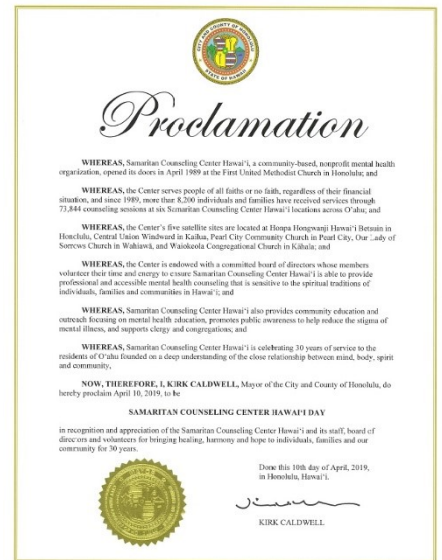 CITY AND COUNTY OF HONOLULU
STATE OF HAWAII
Proclamation
WHEREAS, Samaritan Counseling Center Hawai‘i, a community-based, nonprofit mental health
organization, opened its doors in April 1989 at the First United Methodist Church in Honolulu; and
WHEREAS, the Center serves people of all faiths or no faith, regardless of their financial
situation, and since 1989, more than 8,200 individuals and families have received services through
73,844 counseling sessions at six Samaritan Counseling Center Hawai‘i locations across O‘ahu; and
WHEREAS, the Center's five satellite sites are located at Honpa Hongwanji Hawai‘i Betsuin in
Honolulu, Central Union Windward in Kailua, Pearl City Community Church in Pearl City, Our Lady of
Sorrows Church in Wahiawā, and Waiokeola Congregational Church in Kāhala; and
WHEREAS, the Center is endowed with a committed board of directors whose members
volunteer their time and energy to ensure Samaritan Counseling Center Hawai‘i is able to provide
professional and accessible mental health counseling that is sensitive to the spiritual traditions of
individuals, families and communities in Hawai‘i; and
WHEREAS, Samaritan Counseling Center Hawai‘i also provides community education and
outreach focusing on mental health education, promotes public awareness to help reduce the stigma of
mental illness, and supports clergy and congregations; and
WHEREAS, Samaritan Counseling Center Hawai‘i is celebrating 30 years of service to the
residents of O‘ahu founded on a deep understanding of the close relationship between mind, body, spirit
and community,
NOW, THEREFORE, I, KIRK CALDWELL, Mayor of the City and County of Honolulu, do
hereby proclaim April 10, 2019, to be
SAMARITAN COUNSELING CENTER HAWAI‘I DAY
in recognition and appreciation of the Samaritan Counseling Center Hawai‘i and its staff, board of
directors and volunteers for bringing healing, harmony and hope to individuals, families and our
community for 30 years.
Done this 10th day of April, 2019,
in Honolulu, Hawai‘i.
KIRK CALDWELL